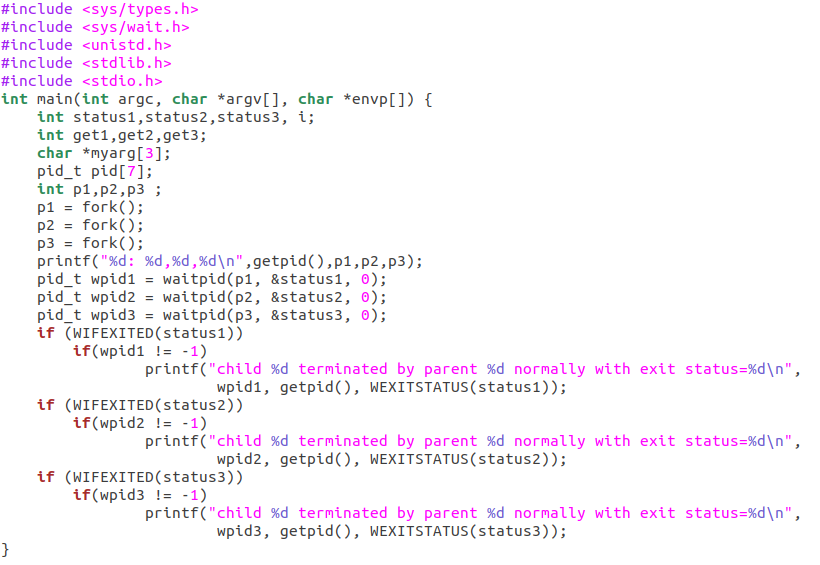 #include <sys/types.h>
#include <sys/wait.h>
#include <unistd.h>
#include <stdlib.h>
#include <stdio.h>
int main(int argc, char *argv[], char *envp[]) {
    int status1,status2,status3, i;
    int get1,get2,get3;
    char *myarg[3];
    pid_t pid[7];
    int p1,p2,p3 ;
    p1 = fork();
    p2 = fork();
    p3 = fork();
    printf("%d: %d,%d,%d\n",getpid(),p1,p2,p3);
    pid_t wpid1 = waitpid(p1, &status1, 0);
    pid_t wpid2 = waitpid(p2, &status2, 0);
    pid_t wpid3 = waitpid(p3, &status3, 0);
    if (WIFEXITED(status1))
        if(wpid1 != -1)
                printf("child %d terminated by parent %d normally with exit status=%d\n",
                        wpid1, getpid(), WEXITSTATUS(status1));
    if (WIFEXITED(status2))
        if(wpid2 != -1)
                printf("child %d terminated by parent %d normally with exit status=%d\n",
                        wpid2, getpid(), WEXITSTATUS(status2));
    if (WIFEXITED(status3))
        if(wpid3 != -1)
                printf("child %d terminated by parent %d normally with exit status=%d\n",
                        wpid3, getpid(), WEXITSTATUS(status3));
}